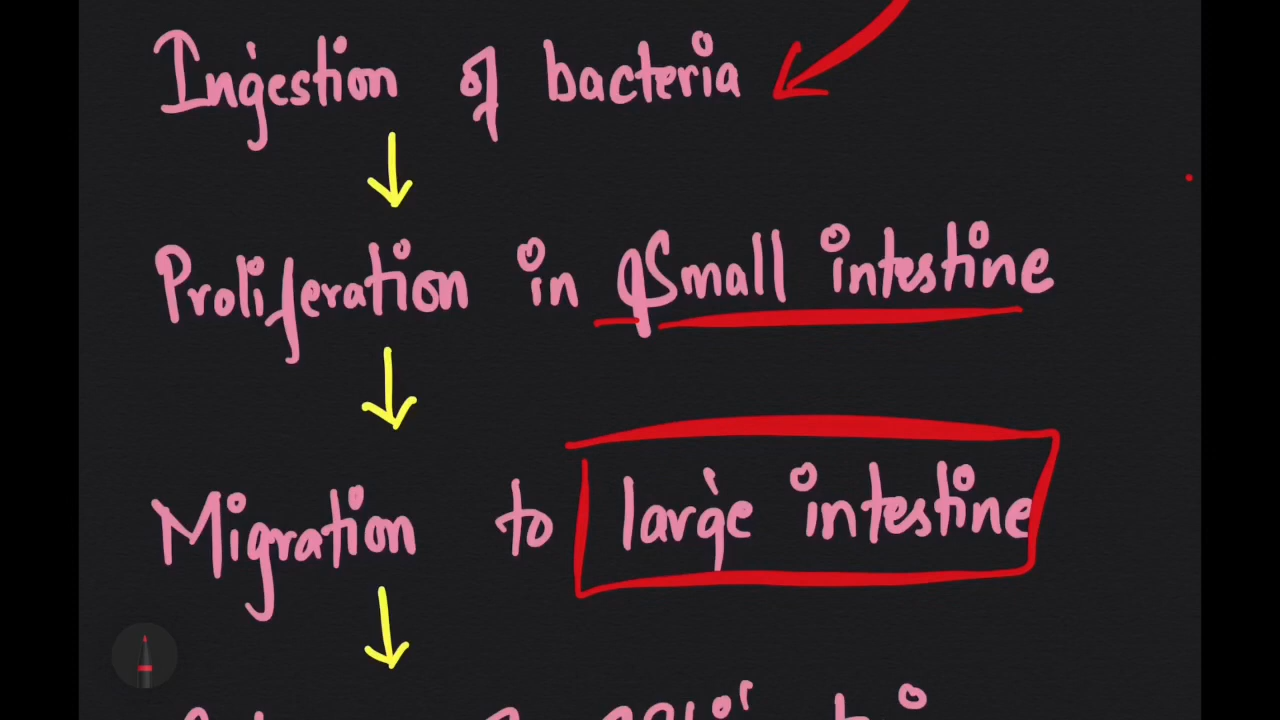 Ingestion of bacteria
Proliferation in Small intestine
Migration to large intestine